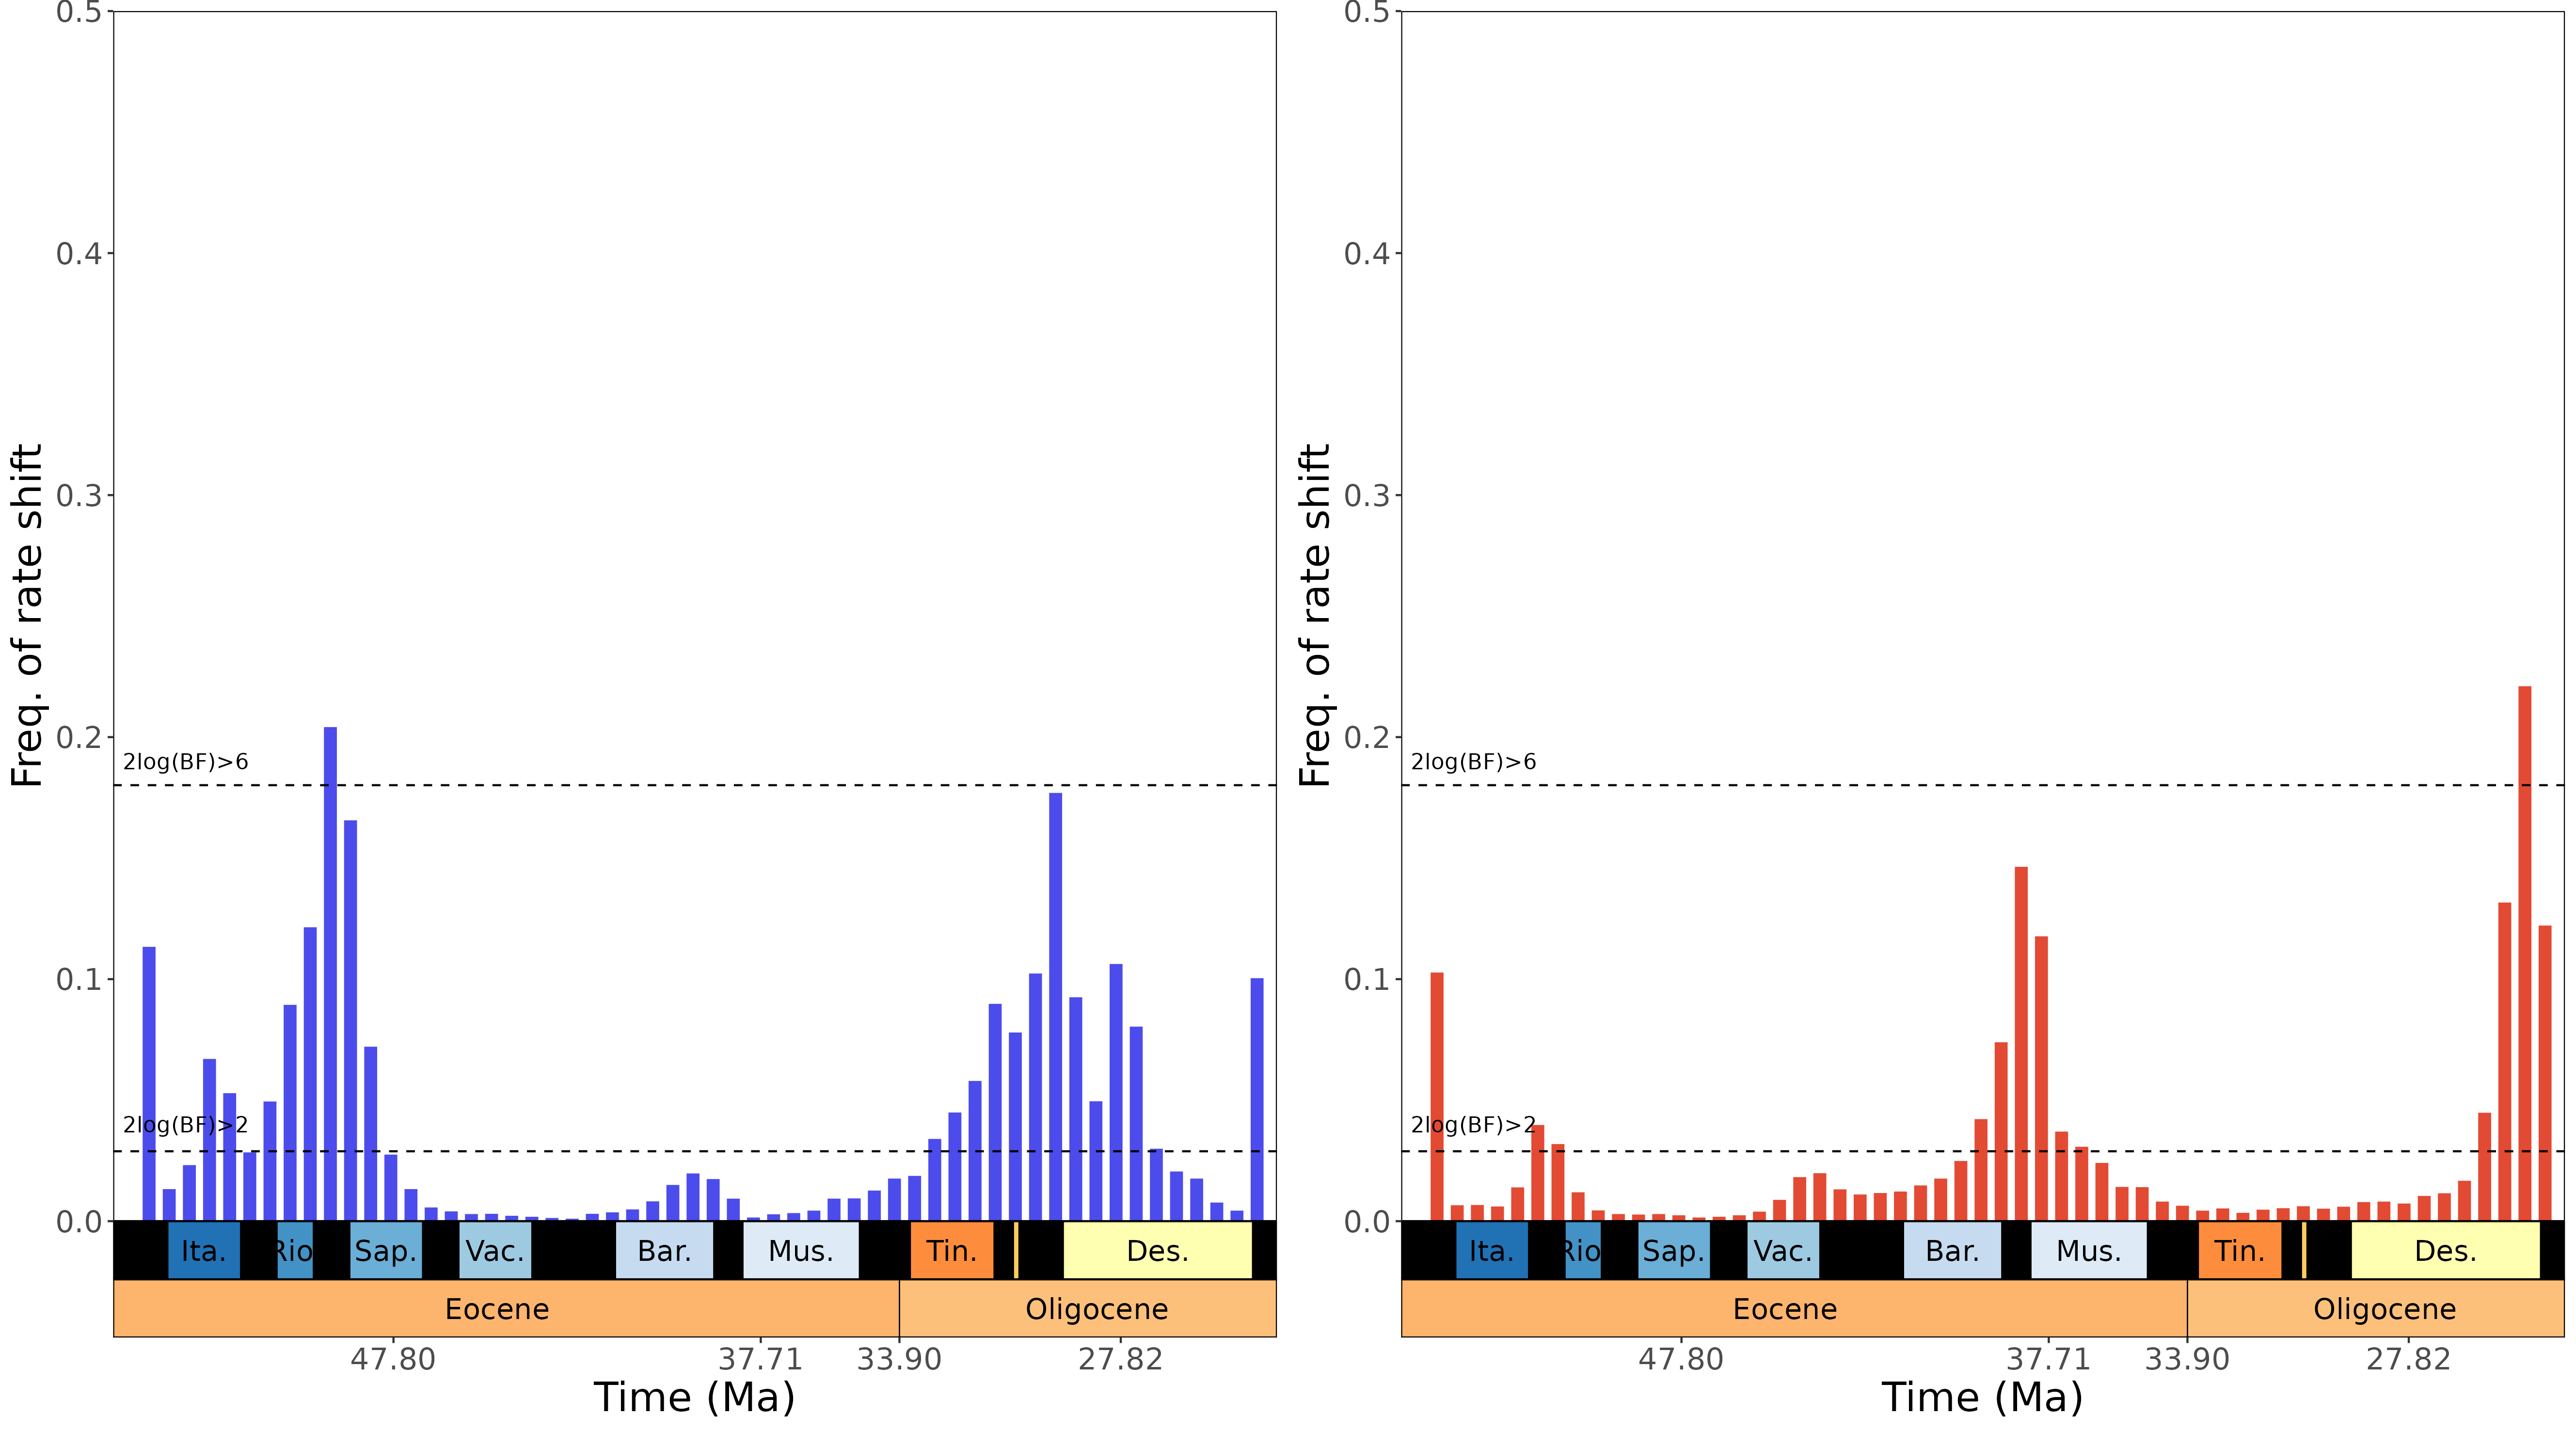 Freq. of rate shift
0.5
0.4
0.3
0.2
0.1
0.0
2log(BF)>6
2log(BF)>2
Ita. Rio Sap. Vac. Bar. Mus. Tin. Des.
Eocene Oligocene
47.80 37.71 33.90 27.82
Time (Ma)
Freq. of rate shift
0.5
0.4
0.3
0.2
0.1
0.0
2log(BF)>6
2log(BF)>2
Ita. Rio Sap. Vac. Bar. Mus. Tin. Des.
Eocene Oligocene
47.80 37.71 33.90 27.82
Time (Ma)